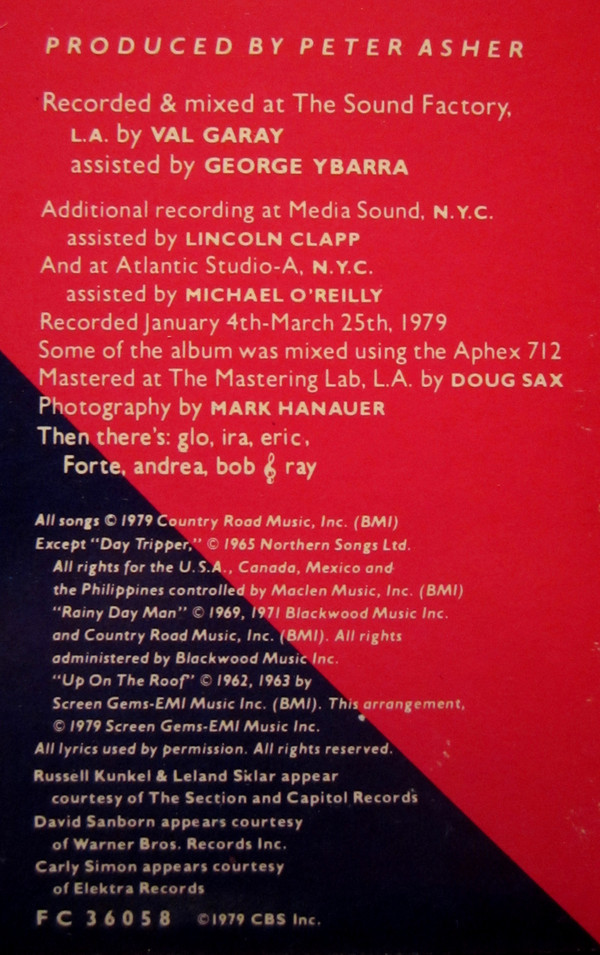 PRODUCED BY PETER ASHER
Recorded & mixed at The Sound Factory,
L.A. by VAL GARAY
assisted by GEORGE YBARRA
Additional recording at Media Sound, N.Y.C.
assisted by LINCOLN CLAPP
And at Atlantic Studio-A, N.Y.C.
assisted by MICHAEL O'REILLY
Recorded January 4th-March 25th, 1979
Some of the album was mixed using the Aphex 712
Mastered at The Mastering Lab, L.A. by DOUG SAX
Photography by MARK HANAUER
Then there's: glo, ira, eric,
Forte, andrea, bob 𝄞 ray
All songs © 1979 Country Road Music, Inc. (BMI)
Except "Day Tripper," © 1965 Northern Songs Ltd.
All rights for the U.S.A., Canada, Mexico and
the Philippines controlled by Maclen Music, Inc. (BMI)
"Rainy Day Man" © 1969, 1971 Blackwood Music Inc.
and Country Road Music, Inc. (BMI). All rights
administered by Blackwood Music Inc.
"Up On The Roof" © 1962, 1963 by
Screen Gems-EMI Music Inc. (BMI). This arrangement,
© 1979 Screen Gems-EMI Music Inc.
All lyrics used by permission. All rights reserved.
Russell Kunkel & Leland Sklar appear
courtesy of The Section and Capitol Records
David Sanborn appears courtesy
of Warner Bros. Records Inc.
Carly Simon appears courtesy
of Elektra Records
FC 36058 ©1979 CBS Inc.